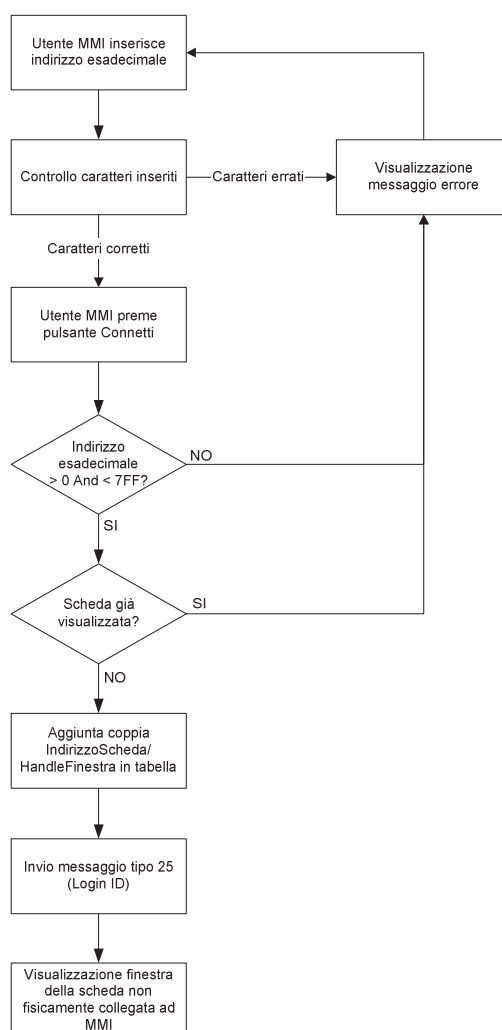 Utente MMI inserisce
indirizzo esadecimale
Controllo caratteri inseriti
Caratteri errati
Visualizzazione
messaggio errore
Caratteri corretti
Utente MMI preme
pulsante Connetti
Indirizzo
esadecimale
> 0 And < 7FF?
NO
SI
Scheda già
visualizzata?
SI
NO
Aggiunta coppia
IndirizzoScheda/
HandleFinestra in tabella
Invio messaggio tipo 25
(Login ID)
Visualizzazione finestra
della scheda non
fisicamente collegata ad
MMI